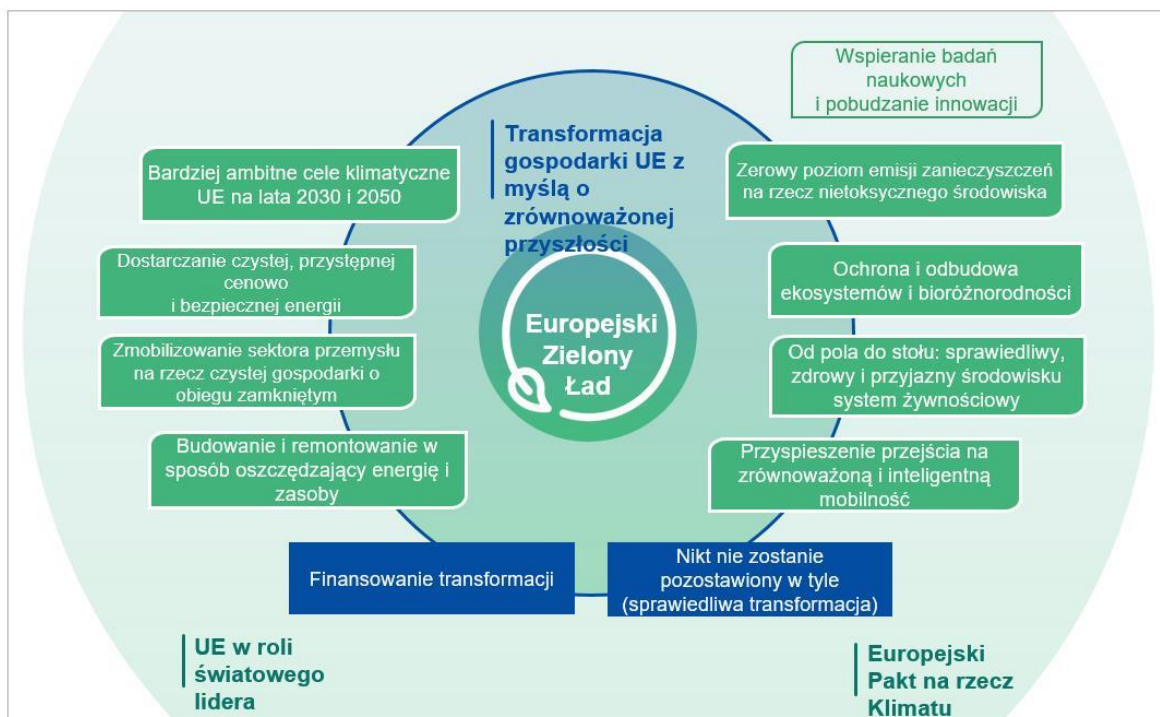 Wspieranie badań
naukowych
i pobudzanie innowacji
Transformacja
gospodarki UE z
myślą o
zrównoważonej
przyszłości
Bardziej ambitne cele klimatyczne
UE na lata 2030 i 2050
Zerowy poziom emisji zanieczyszczeń
na rzecz nietoksycznego środowiska
Dostarczanie czystej, przystępnej
cenowo
i bezpiecznej energii
Ochrona i odbudowa
ekosystemów i bioróżnorodności
Europejski
Zielony
Ład
Zmobilizowanie sektora przemysłu
na rzecz czystej gospodarki o
obiegu zamkniętym
Od pola do stołu: sprawiedliwy,
zdrowy i przyjazny środowisku
system żywnościowy
Budowanie i remontowanie w
sposób oszczędzający energię i
zasoby
Przyspieszenie przejścia na
zrównoważoną i inteligentną
mobilność
Finansowanie transformacji
Nikt nie zostanie
pozostawiony w tyle
(sprawiedliwa transformacja)
UE w roli
światowego
lidera
Europejski
Pakt na rzecz
Klimatu